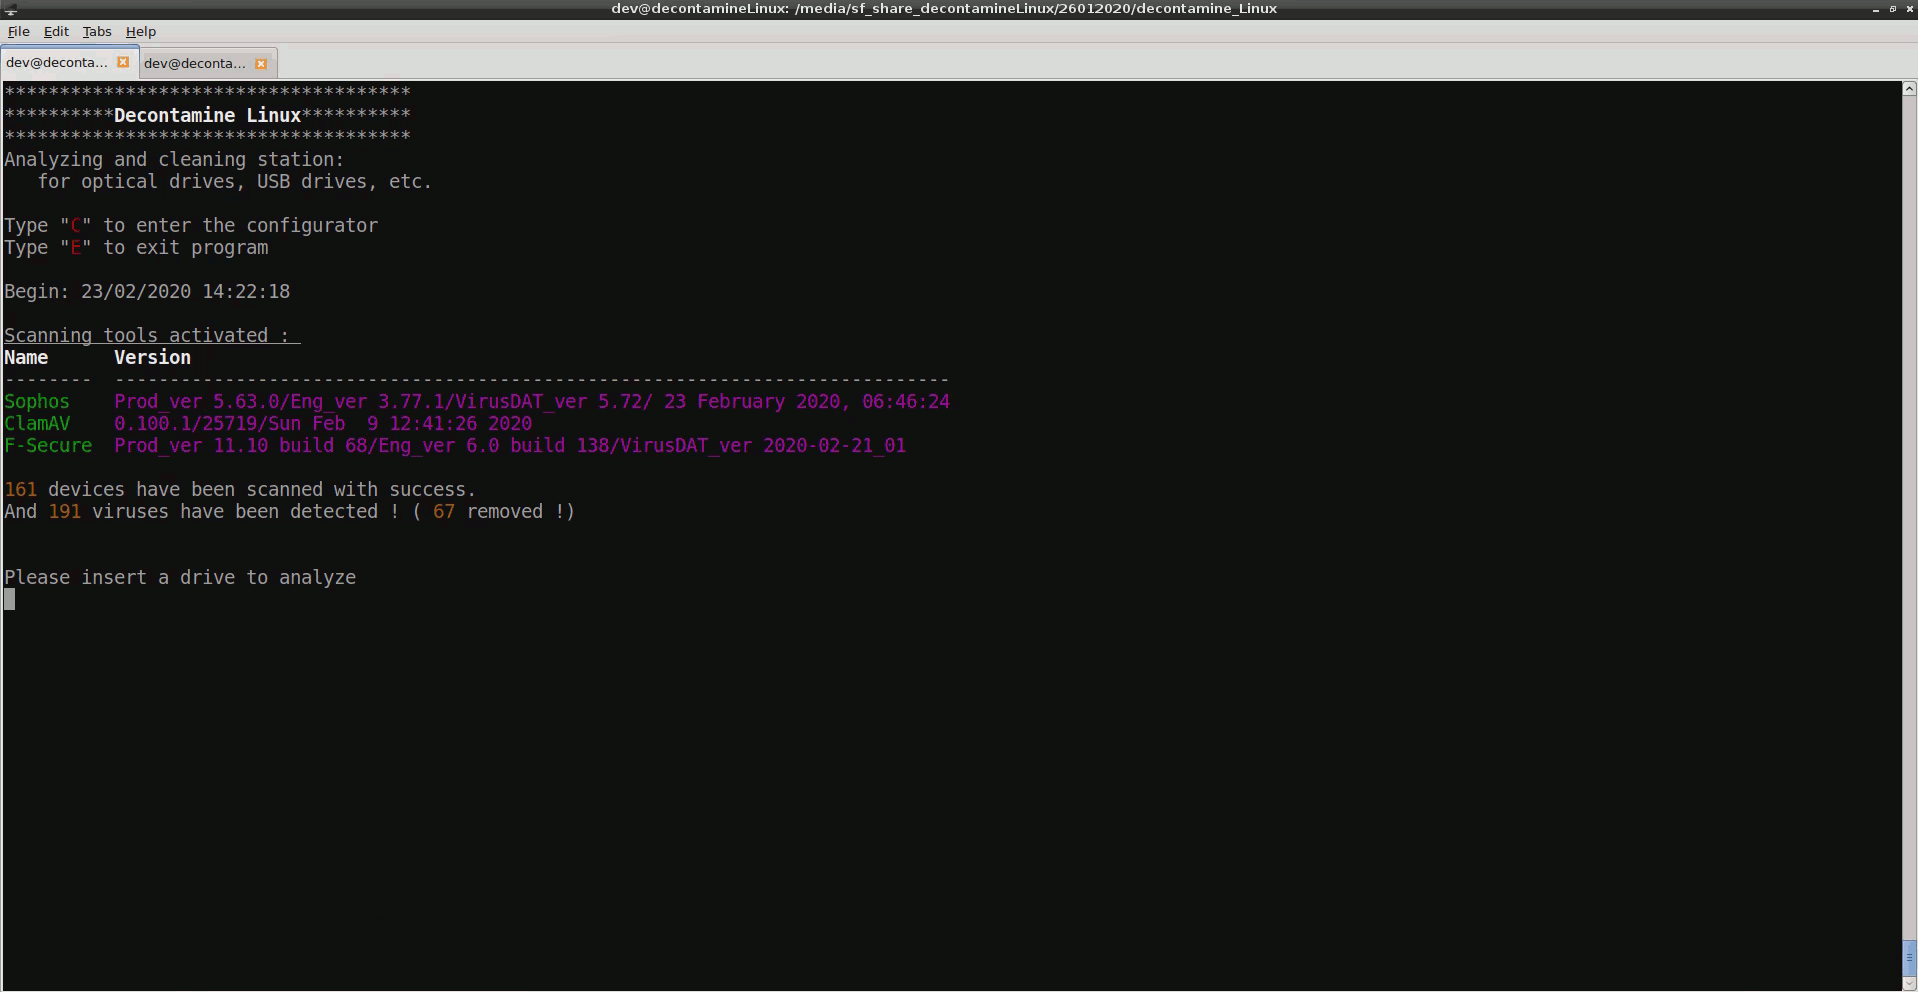 dev@decontamineLinux: /media/sf_share_decontamineLinux/26012020/decontamine_Linux
File Edit Tabs Help
dev@deconta... dev@deconta...
*************************************
**********Decontamine Linux**********
*************************************
Analyzing and cleaning station:
   for optical drives, USB drives, etc.
Type "C" to enter the configurator
Type "E" to exit program
Begin: 23/02/2020 14:22:18
Scanning tools activated :
Name      Version
--------  ----------------------------------------------------------------------------
Sophos    Prod_ver 5.63.0/Eng_ver 3.77.1/VirusDAT_ver 5.72/ 23 February 2020, 06:46:24
ClamAV    0.100.1/25719/Sun Feb  9 12:41:26 2020
F-Secure  Prod_ver 11.10 build 68/Eng_ver 6.0 build 138/VirusDAT_ver 2020-02-21_01
161 devices have been scanned with success.
And 191 viruses have been detected ! ( 67 removed !)
Please insert a drive to analyze